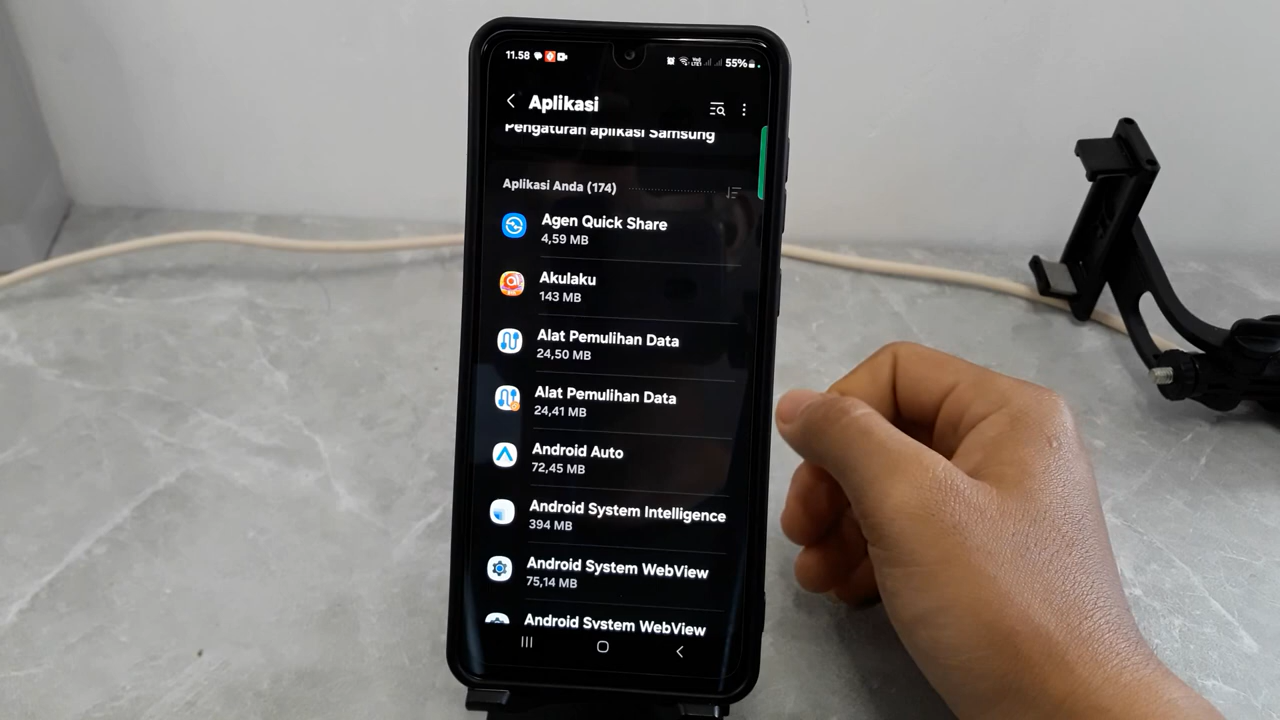 11.58
55%
Aplikasi
Pengaturan aplikasi Samsung
Aplikasi Anda (174)
Agen Quick Share
4,59 MB
Akulaku
143 MB
Alat Pemulihan Data
24,50 MB
Alat Pemulihan Data
24,41 MB
Android Auto
72,45 MB
Android System Intelligence
394 MB
Android System WebView
75,14 MB
Android System WebView